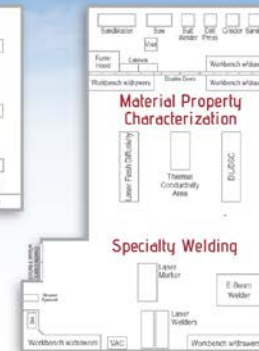 Sandblaster Saw Belt Sander Drill Press Grinder
Vise
Fume Hood
Cabinets
Workbench w/drawers
Workbench w/drawers Double Doors Workbench w/drawers
Material Property
Characterization
Laser Flash Diffusivity
Thermal
Conductivity
Area
DIL/DSC
Specialty Welding
Laser
Marker
E-Beam
Welder
Laser
Welders
Workbench w/drawers VAC Workbench w/drawers